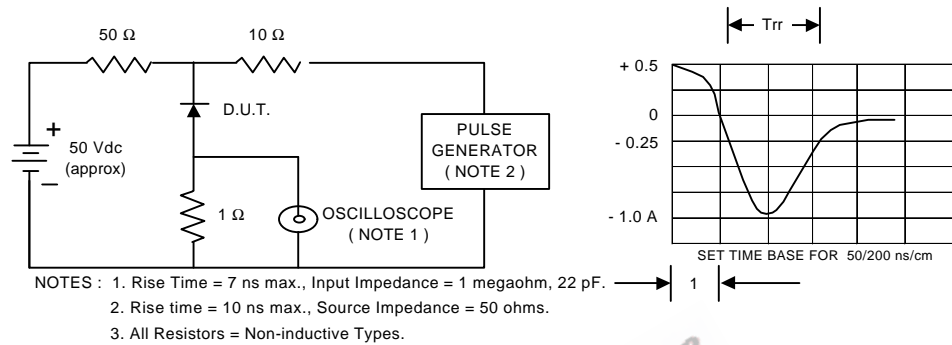 Trr
50 Ω
10 Ω
+ 0.5
D.U.T.
0
+
50 Vdc
(approx)
−
PULSE
GENERATOR
( NOTE 2 )
- 0.25
1 Ω
OSCILLOSCOPE
( NOTE 1 )
- 1.0 A
SET TIME BASE FOR 50/200 ns/cm
NOTES : 1. Rise Time = 7 ns max., Input Impedance = 1 megaohm, 22 pF.
1
2. Rise time = 10 ns max., Source Impedance = 50 ohms.
3. All Resistors = Non-inductive Types.